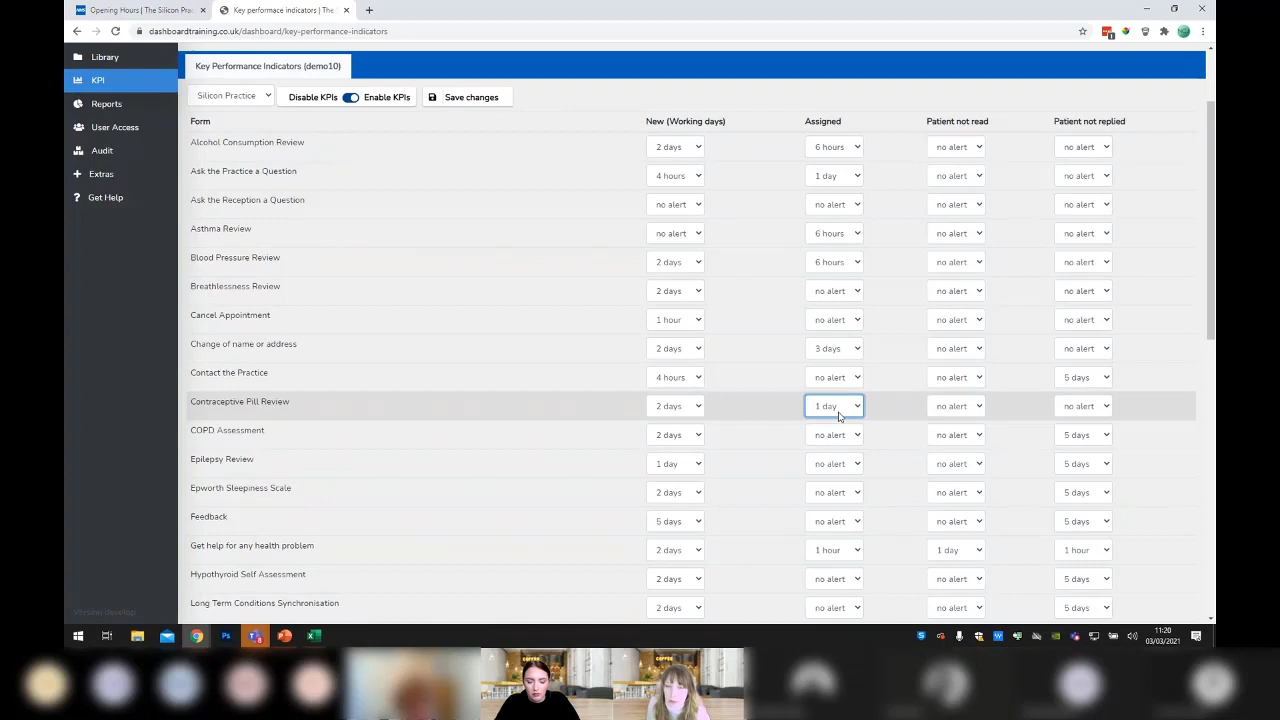 Opening Hours | The Silicon Prac
Key performace indicators | The S
dashboardtraining.co.uk/dashboard/key-performance-indicators
Library
KPI
Reports
User Access
Audit
Extras
Get Help
Version develop
Key Performance Indicators (demo10)
Silicon Practice Disable KPIs Enable KPIs Save changes
Form New (Working days) Assigned Patient not read Patient not replied
Alcohol Consumption Review 2 days 6 hours no alert no alert
Ask the Practice a Question 4 hours 1 day no alert no alert
Ask the Reception a Question no alert no alert no alert no alert
Asthma Review no alert 6 hours no alert no alert
Blood Pressure Review 2 days 6 hours no alert no alert
Breathlessness Review 2 days no alert no alert no alert
Cancel Appointment 1 hour no alert no alert no alert
Change of name or address 2 days 3 days no alert no alert
Contact the Practice 4 hours no alert no alert 5 days
Contraceptive Pill Review 2 days 1 day no alert no alert
COPD Assessment 2 days no alert no alert 5 days
Epilepsy Review 1 day no alert no alert 5 days
Epworth Sleepiness Scale 2 days no alert no alert 5 days
Feedback 5 days no alert no alert 5 days
Get help for any health problem 2 days 1 hour 1 day 1 hour
Hypothyroid Self Assessment 2 days no alert no alert 5 days
Long Term Conditions Synchronisation 2 days no alert no alert 5 days
11:20
03/03/2021
COFFEE
COFFEE